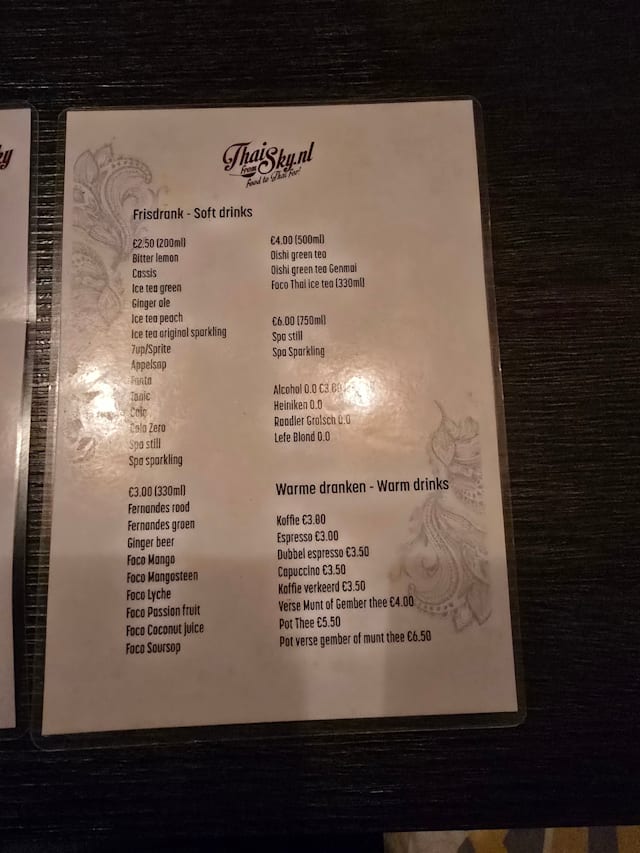 ky
Thai Sky.nl
From
Food to Thai For!
Frisdrank - Soft drinks
€2.50 (200ml)
Bitter lemon
Cassis
Ice tea green
Ginger ale
Ice tea peach
Ice tea original sparkling
7up/Sprite
Appelsap
Fanta
Tonic
Cola
Cola Zero
Spa still
Spa sparkling
€3.00 (330ml)
Fernandes rood
Fernandes groen
Ginger beer
Foco Mango
Foco Mangosteen
Foco Lyche
Foco Passion fruit
Foco Coconut juice
Foco Soursop
€4.00 (500ml)
Oishi green tea
Oishi green tea Genmai
Foco Thai ice tea (330ml)
€6.00 (750ml)
Spa still
Spa Sparkling
Alcohol 0.0
Heiniken 0.0
Raadler Grolsch 0.0
Lefe Blond 0.0
Warme dranken - Warm drinks
Koffie €3.00
Espresso €3.00
Dubbel espresso €3.50
Capuccino €3.50
Koffie verkeerd €3.50
Verse Munt of Gember thee €4.00
Pot Thee €5.50
Pot verse gember of munt thee €6.50